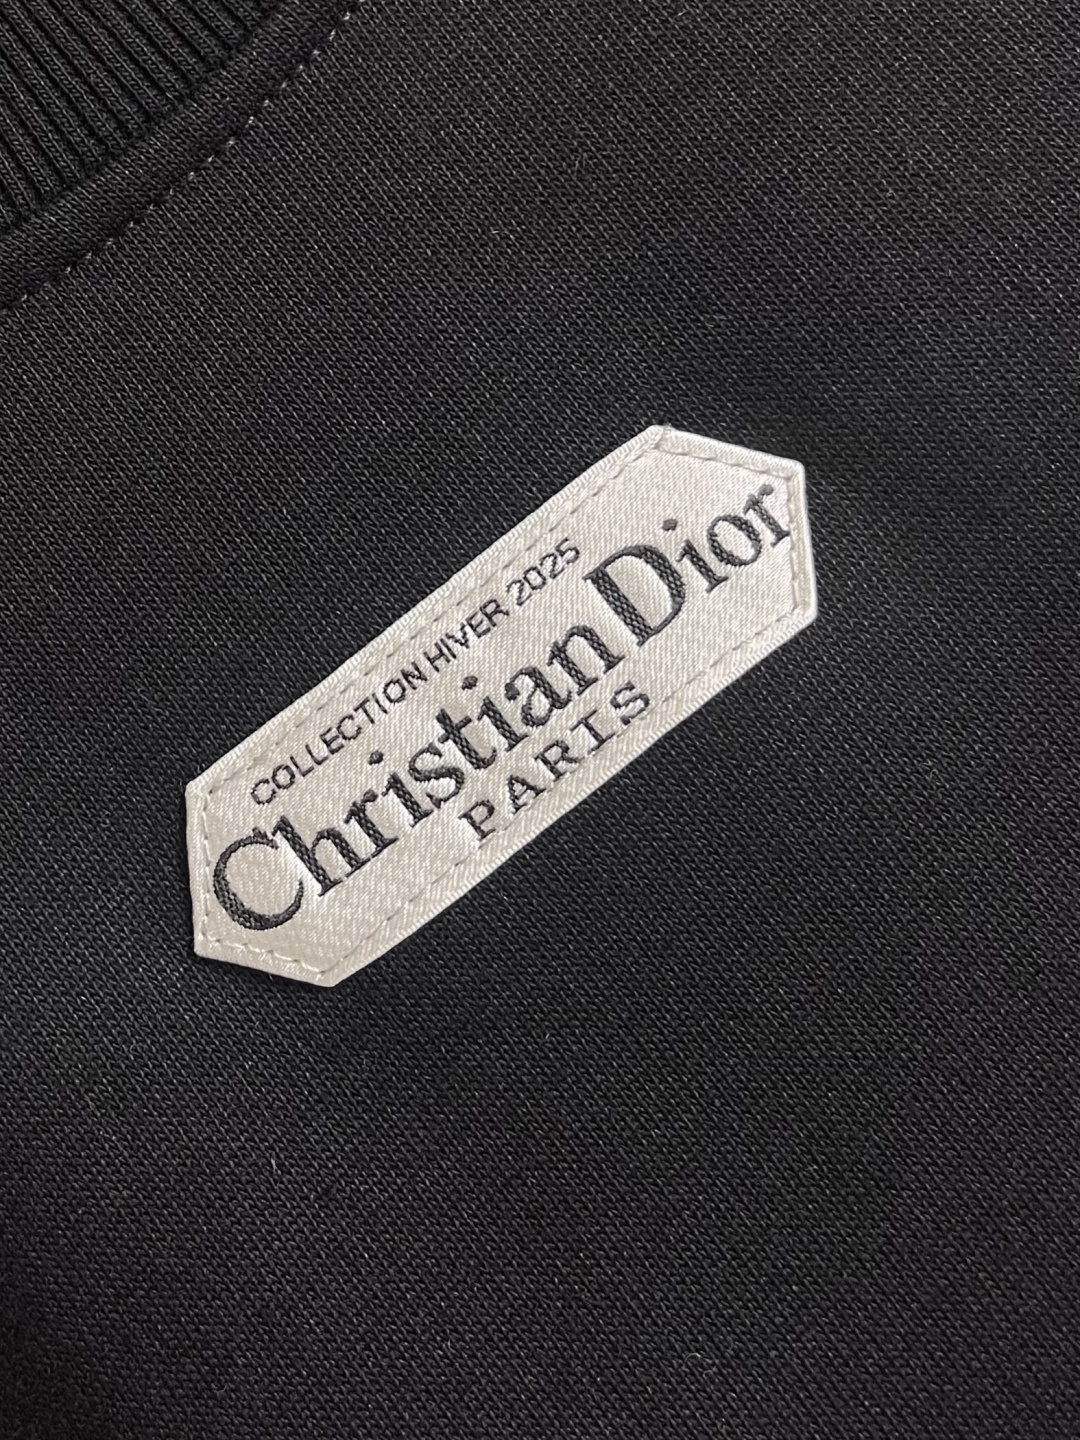 COLLECTION HIVER 2025
Christian Dior
PARIS